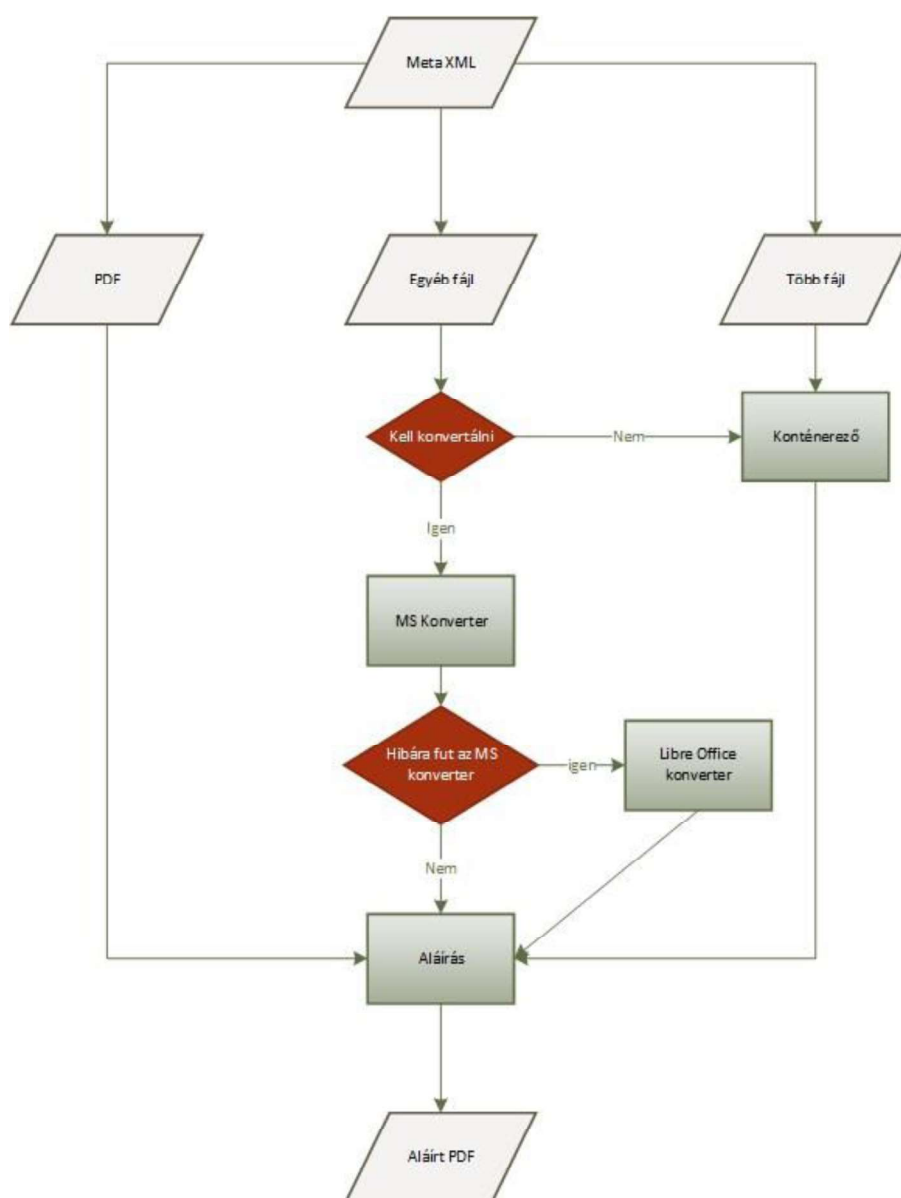 Meta XML
PDF
Egyéb fájl
Több fájl
Kell konvertálni
Nem
Konténerező
Igen
MS Konverter
Hibára fut az MS
konverter
igen
Libre Office
konverter
Nem
Aláírás
Aláírt PDF